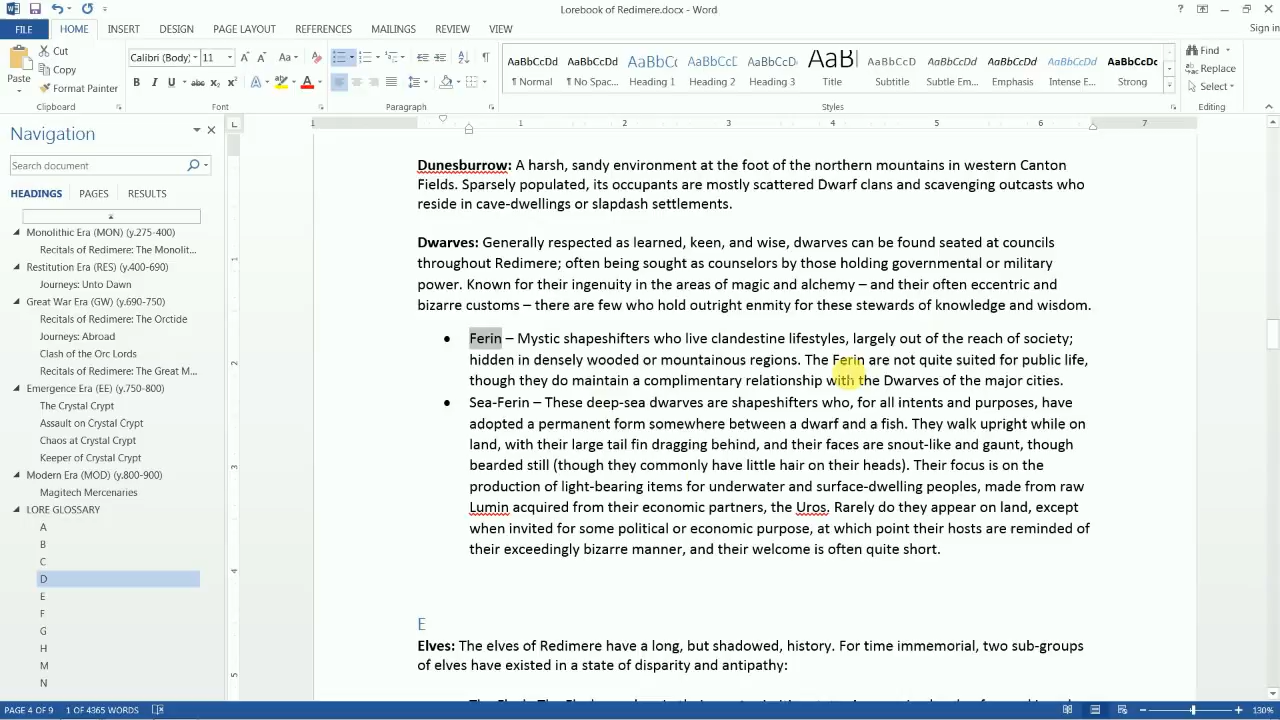 Lorebook of Redimere.docx - Word
Sign in
FILE HOME INSERT DESIGN PAGE LAYOUT REFERENCES MAILINGS REVIEW VIEW
Paste
Cut
Copy
Format Painter
Clipboard
Calibri (Body) 11
Font
Paragraph
AaBbCcDd AaBbCcDd AaBbCc AaBbCcDd AaBbCcD AaB AaBbCcD AaBbCcDd AaBbCcDd AaBbCcDd AaBbCcDc
¶ Normal ¶ No Spac... Heading 1 Heading 2 Heading 3 Title Subtitle Subtle Em... Emphasis Intense E... Strong
Styles
Find
Replace
Select
Editing
Navigation
Search document
HEADINGS PAGES RESULTS
Monolithic Era (MON) (y.275-400)
Recitals of Redimere: The Monolit...
Restitution Era (RES) (y.400-690)
Journeys: Unto Dawn
Great War Era (GW) (y.690-750)
Recitals of Redimere: The Orctide
Journeys: Abroad
Clash of the Orc Lords
Recitals of Redimere: The Great M...
Emergence Era (EE) (y.750-800)
The Crystal Crypt
Assault on Crystal Crypt
Chaos at Crystal Crypt
Keeper of Crystal Crypt
Modern Era (MOD) (y.800-900)
Magitech Mercenaries
LORE GLOSSARY
A
B
C
D
E
F
G
H
M
N
1 1 2 3 4 5 6 7
1
2
3
4
5
Dunesburrow: A harsh, sandy environment at the foot of the northern mountains in western Canton
Fields. Sparsely populated, its occupants are mostly scattered Dwarf clans and scavenging outcasts who
reside in cave-dwellings or slapdash settlements.
Dwarves: Generally respected as learned, keen, and wise, dwarves can be found seated at councils
throughout Redimere; often being sought as counselors by those holding governmental or military
power. Known for their ingenuity in the areas of magic and alchemy – and their often eccentric and
bizarre customs – there are few who hold outright enmity for these stewards of knowledge and wisdom.
• Ferin – Mystic shapeshifters who live clandestine lifestyles, largely out of the reach of society;
hidden in densely wooded or mountainous regions. The Ferin are not quite suited for public life,
though they do maintain a complimentary relationship with the Dwarves of the major cities.
• Sea-Ferin – These deep-sea dwarves are shapeshifters who, for all intents and purposes, have
adopted a permanent form somewhere between a dwarf and a fish. They walk upright while on
land, with their large tail fin dragging behind, and their faces are snout-like and gaunt, though
bearded still (though they commonly have little hair on their heads). Their focus is on the
production of light-bearing items for underwater and surface-dwelling peoples, made from raw
Lumin acquired from their economic partners, the Uros. Rarely do they appear on land, except
when invited for some political or economic purpose, at which point their hosts are reminded of
their exceedingly bizarre manner, and their welcome is often quite short.
E
Elves: The elves of Redimere have a long, but shadowed, history. For time immemorial, two sub-groups
of elves have existed in a state of disparity and antipathy:
PAGE 4 OF 9 1 OF 4365 WORDS
130%